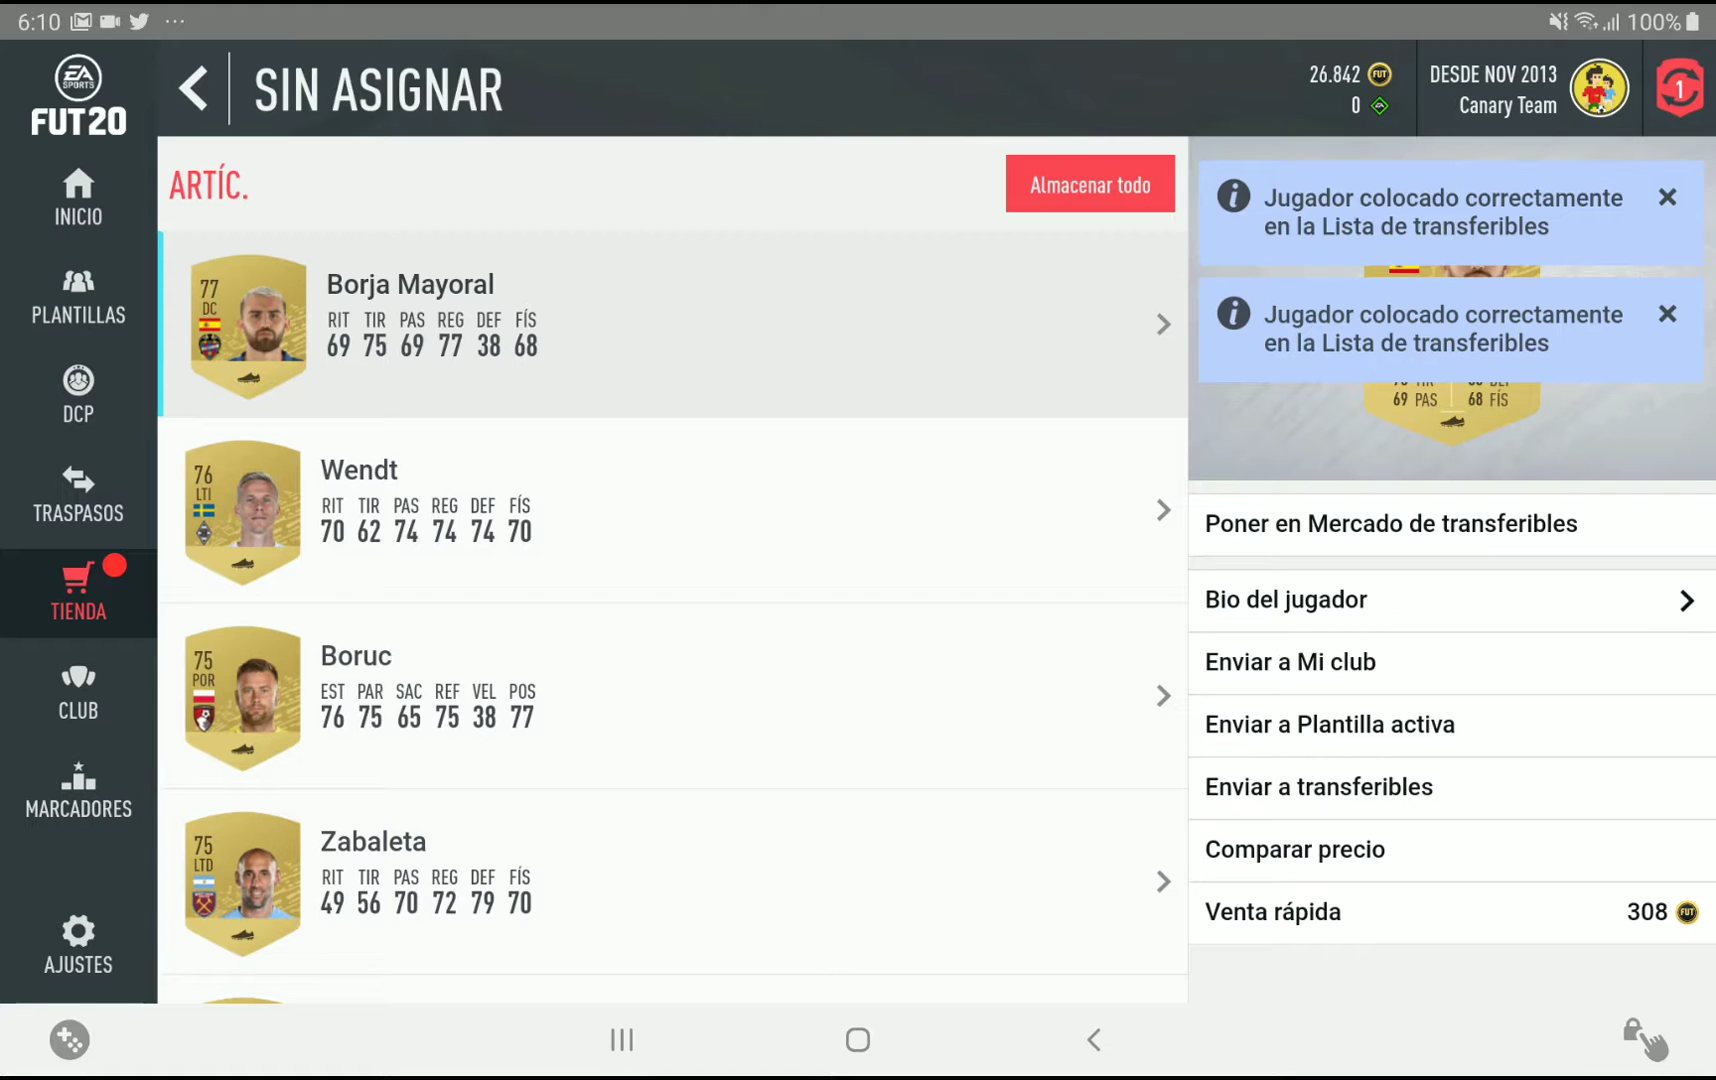 6:10
100%
EA
SPORTS
FUT20
SIN ASIGNAR
26.842 FUT
0
DESDE NOV 2013
Canary Team
1
INICIO
PLANTILLAS
DCP
TRASPASOS
TIENDA
CLUB
MARCADORES
AJUSTES
ARTÍC.
Almacenar todo
77
DC
Borja Mayoral
RIT TIR PAS REG DEF FÍS
69 75 69 77 38 68
76
LTI
Wendt
RIT TIR PAS REG DEF FÍS
70 62 74 74 74 70
75
POR
Boruc
EST PAR SAC REF VEL POS
76 75 65 75 38 77
75
LTD
Zabaleta
RIT TIR PAS REG DEF FÍS
49 56 70 72 79 70
Jugador colocado correctamente
en la Lista de transferibles
Jugador colocado correctamente
en la Lista de transferibles
69 PAS 68 FÍS
Poner en Mercado de transferibles
Bio del jugador
Enviar a Mi club
Enviar a Plantilla activa
Enviar a transferibles
Comparar precio
Venta rápida 308 FUT